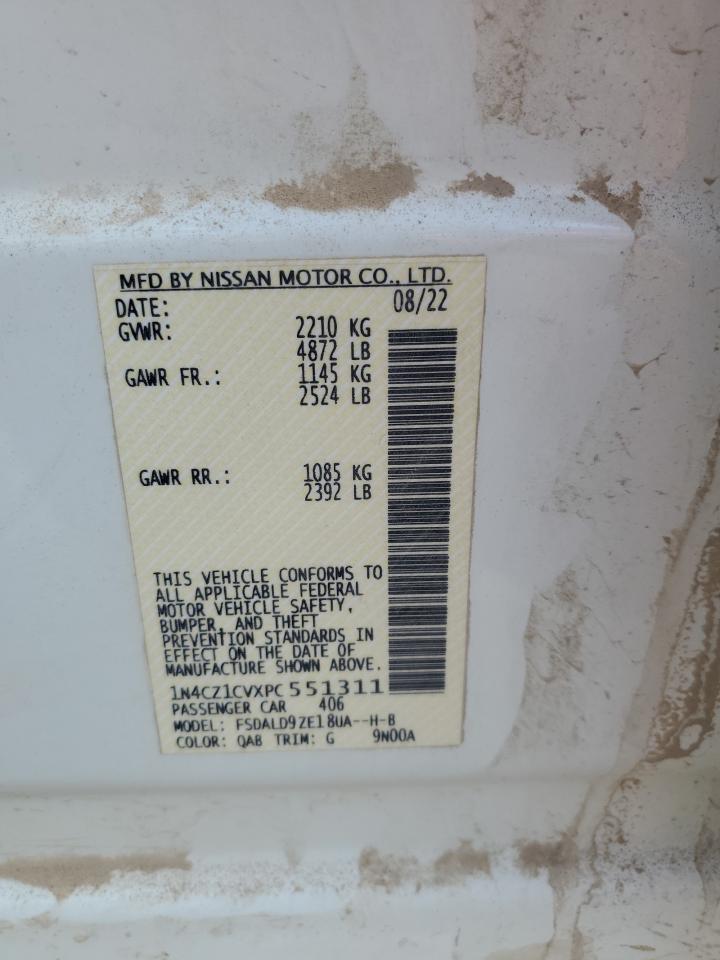 MFD BY NISSAN MOTOR CO., LTD.
DATE: 08/22
GVWR: 2210 KG
4872 LB
GAWR FR.: 1145 KG
2524 LB
GAWR RR.: 1085 KG
2392 LB
THIS VEHICLE CONFORMS TO
ALL APPLICABLE FEDERAL
MOTOR VEHICLE SAFETY,
BUMPER, AND THEFT
PREVENTION STANDARDS IN
EFFECT ON THE DATE OF
MANUFACTURE SHOWN ABOVE.
1N4CZ1CVXPC551311
PASSENGER CAR 406
MODEL: FSDALD9ZE18UA--H-B
COLOR: QAB TRIM: G 9N00A